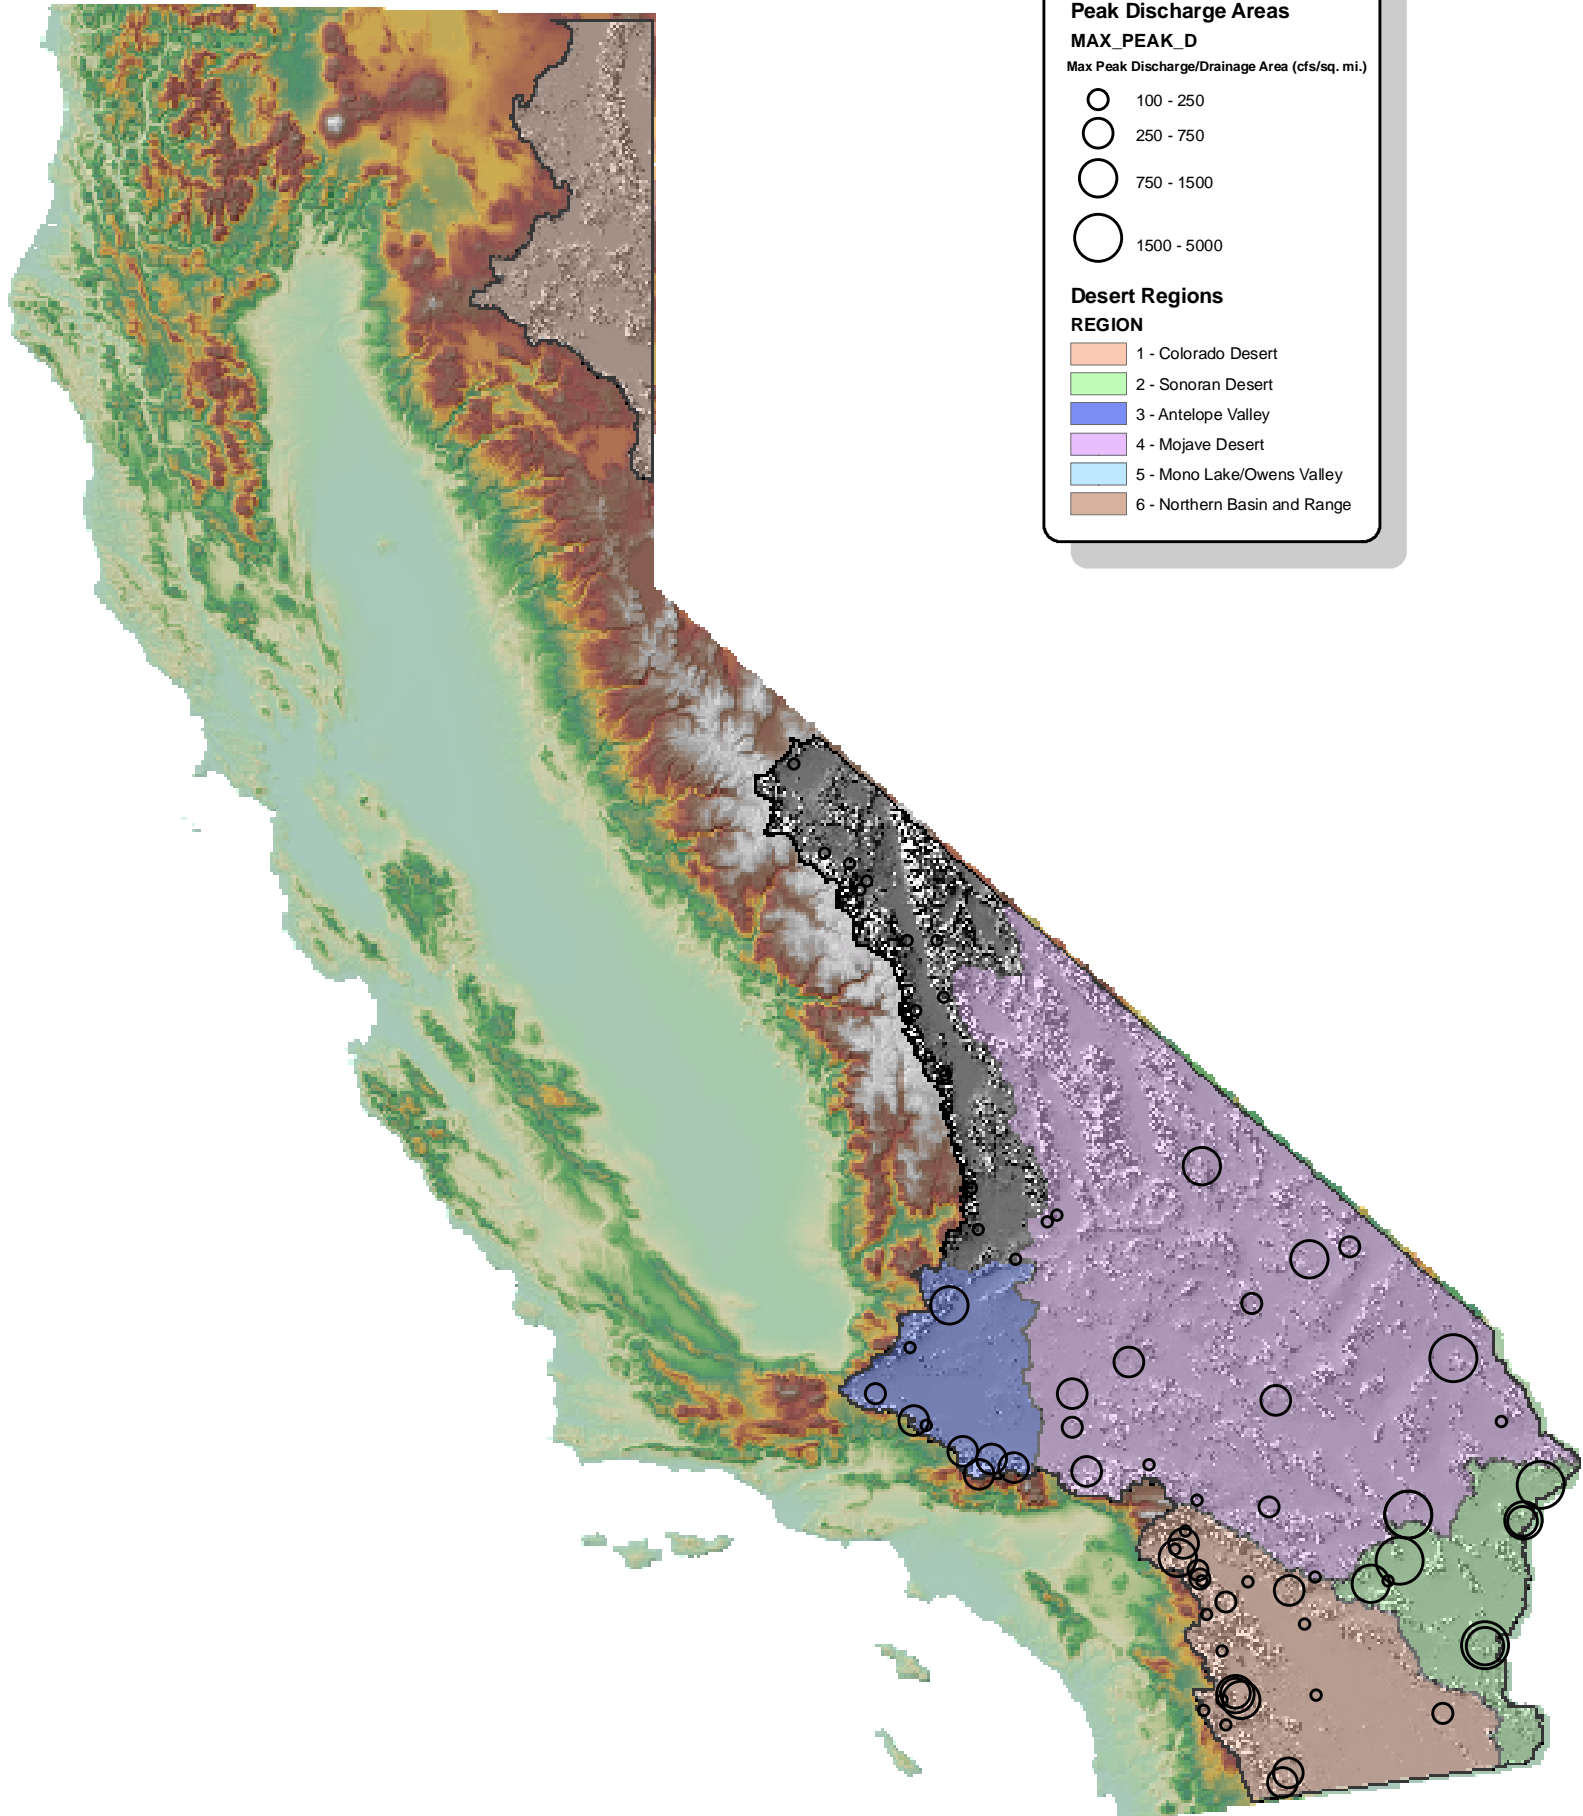 Peak Discharge Areas
MAX_PEAK_D
Max Peak Discharge/Drainage Area (cfs/sq. mi.)
100 - 250
250 - 750
750 - 1500
1500 - 5000
Desert Regions
REGION
1 - Colorado Desert
2 - Sonoran Desert
3 - Antelope Valley
4 - Mojave Desert
5 - Mono Lake/Owens Valley
6 - Northern Basin and Range